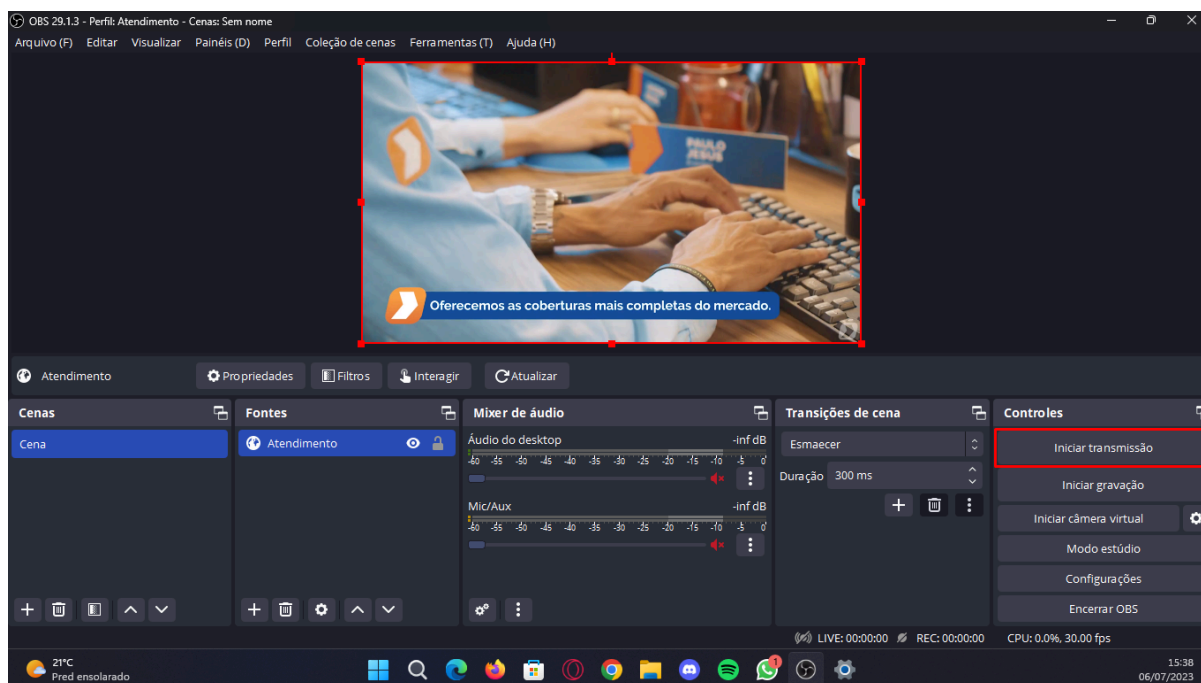 OBS 29.1.3 - Perfil: Atendimento - Cenas: Sem nome
Arquivo (F) Editar Visualizar Painéis (D) Perfil Coleção de cenas Ferramentas (T) Ajuda (H)
PAULO
JESUS
Oferecemos as coberturas mais completas do mercado.
Atendimento Propriedades Filtros Interagir Atualizar
Cenas Fontes Mixer de áudio Transições de cena Controles
Cena Atendimento Áudio do desktop -inf dB Esmaecer Iniciar transmissão
-60 -55 -50 -45 -40 -35 -30 -25 -20 -15 -10 -5 0
Duração 300 ms Iniciar gravação
Mic/Aux -inf dB
-60 -55 -50 -45 -40 -35 -30 -25 -20 -15 -10 -5 0
Iniciar câmera virtual
Modo estúdio
Configurações
Encerrar OBS
LIVE: 00:00:00 REC: 00:00:00 CPU: 0.0%, 30.00 fps
21°C
Pred ensolarado
1
15:38
06/07/2023